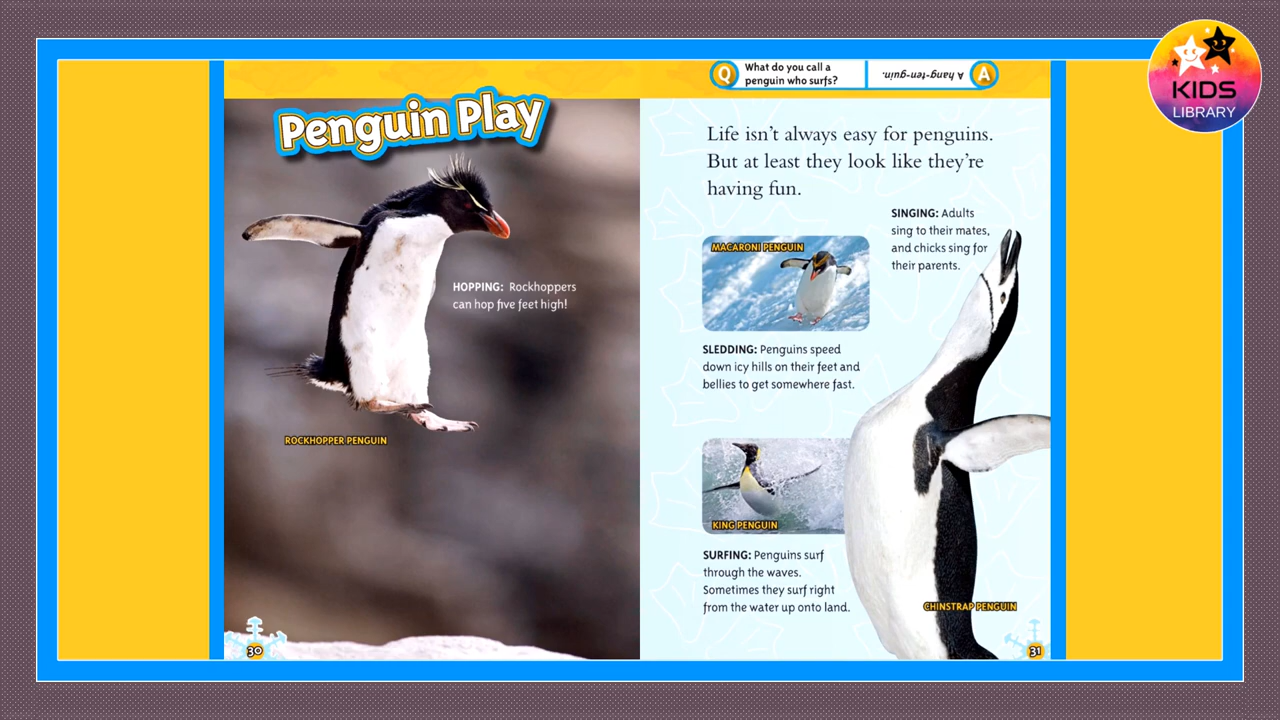 Penguin Play
HOPPING: Rockhoppers
can hop five feet high!
ROCKHOPPER PENGUIN
30
Q
What do you call a
penguin who surfs?
A hang-ten-guin.
A
Life isn't always easy for penguins.
But at least they look like they're
having fun.
SINGING: Adults
sing to their mates,
and chicks sing for
their parents.
MACARONI PENGUIN
SLEDDING: Penguins speed
down icy hills on their feet and
bellies to get somewhere fast.
KING PENGUIN
SURFING: Penguins surf
through the waves.
Sometimes they surf right
from the water up onto land.
CHINSTRAP PENGUIN
31
KIDS
LIBRARY